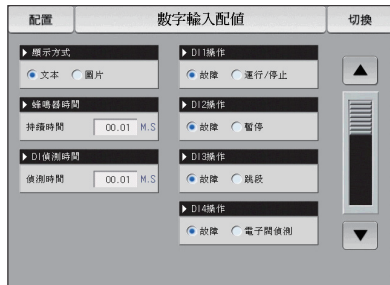 配置
數字輸入配值
切換
顯示方式
文本 圖片
蜂鳴器時間
持續時間 00.01 M.S
DI偵測時間
偵測時間 00.01 M.S
DI1操作
故障 運行/停止
DI2操作
故障 暫停
DI3操作
故障 跳段
DI4操作
故障 電子閥偵測